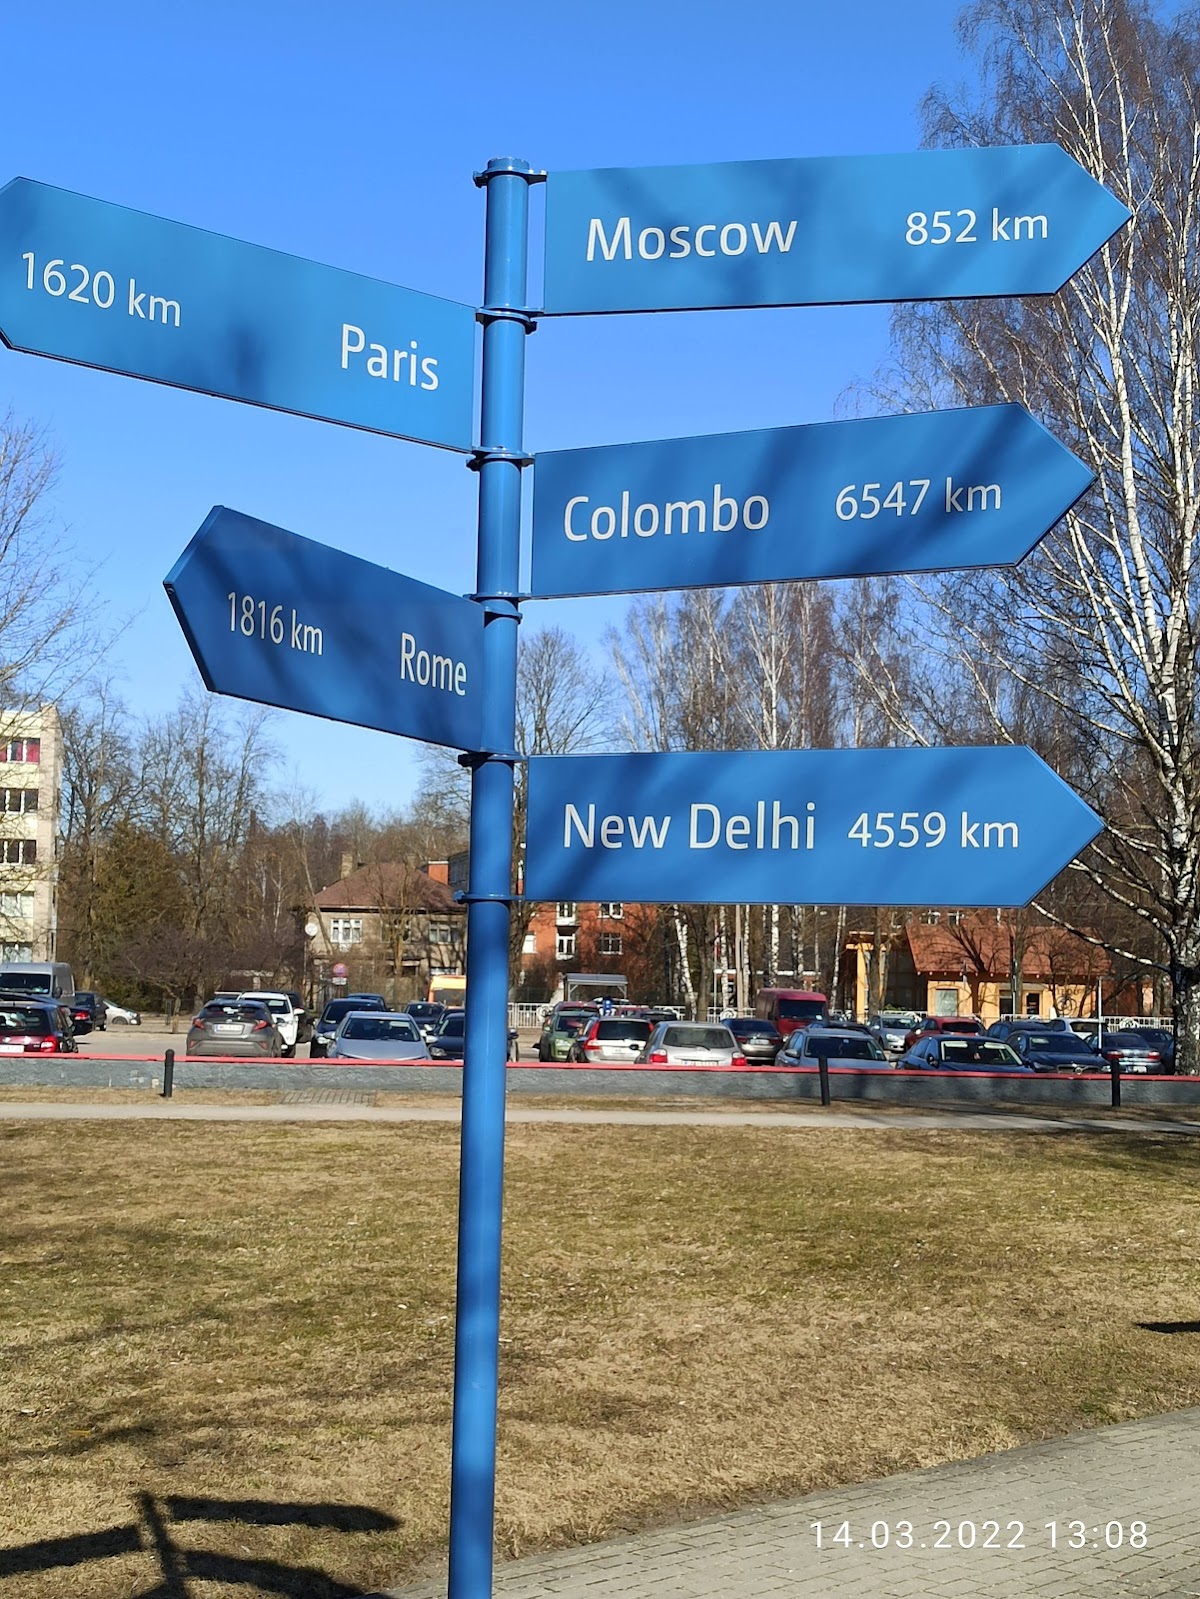 Moscow 852 km
1620 km Paris
Colombo 6547 km
1816 km Rome
New Delhi 4559 km
14.03.2022 13:08